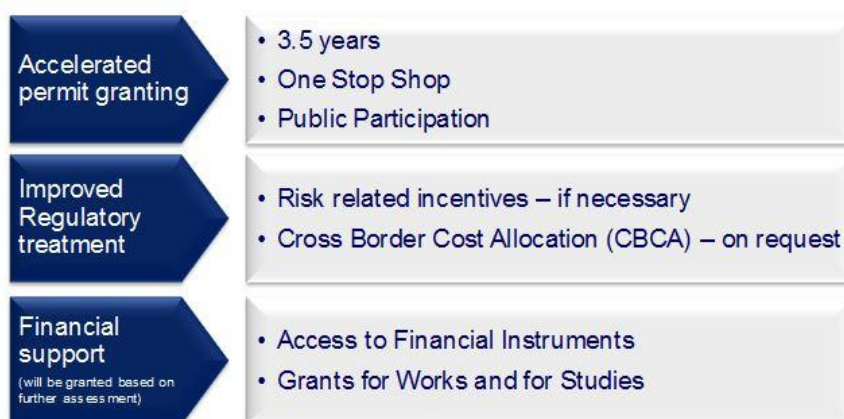 Accelerated
permit granting
• 3.5 years
• One Stop Shop
• Public Participation
Improved
Regulatory
treatment
• Risk related incentives – if necessary
• Cross Border Cost Allocation (CBCA) – on request
Financial
support
(will be granted based on
further assessment)
• Access to Financial Instruments
• Grants for Works and for Studies